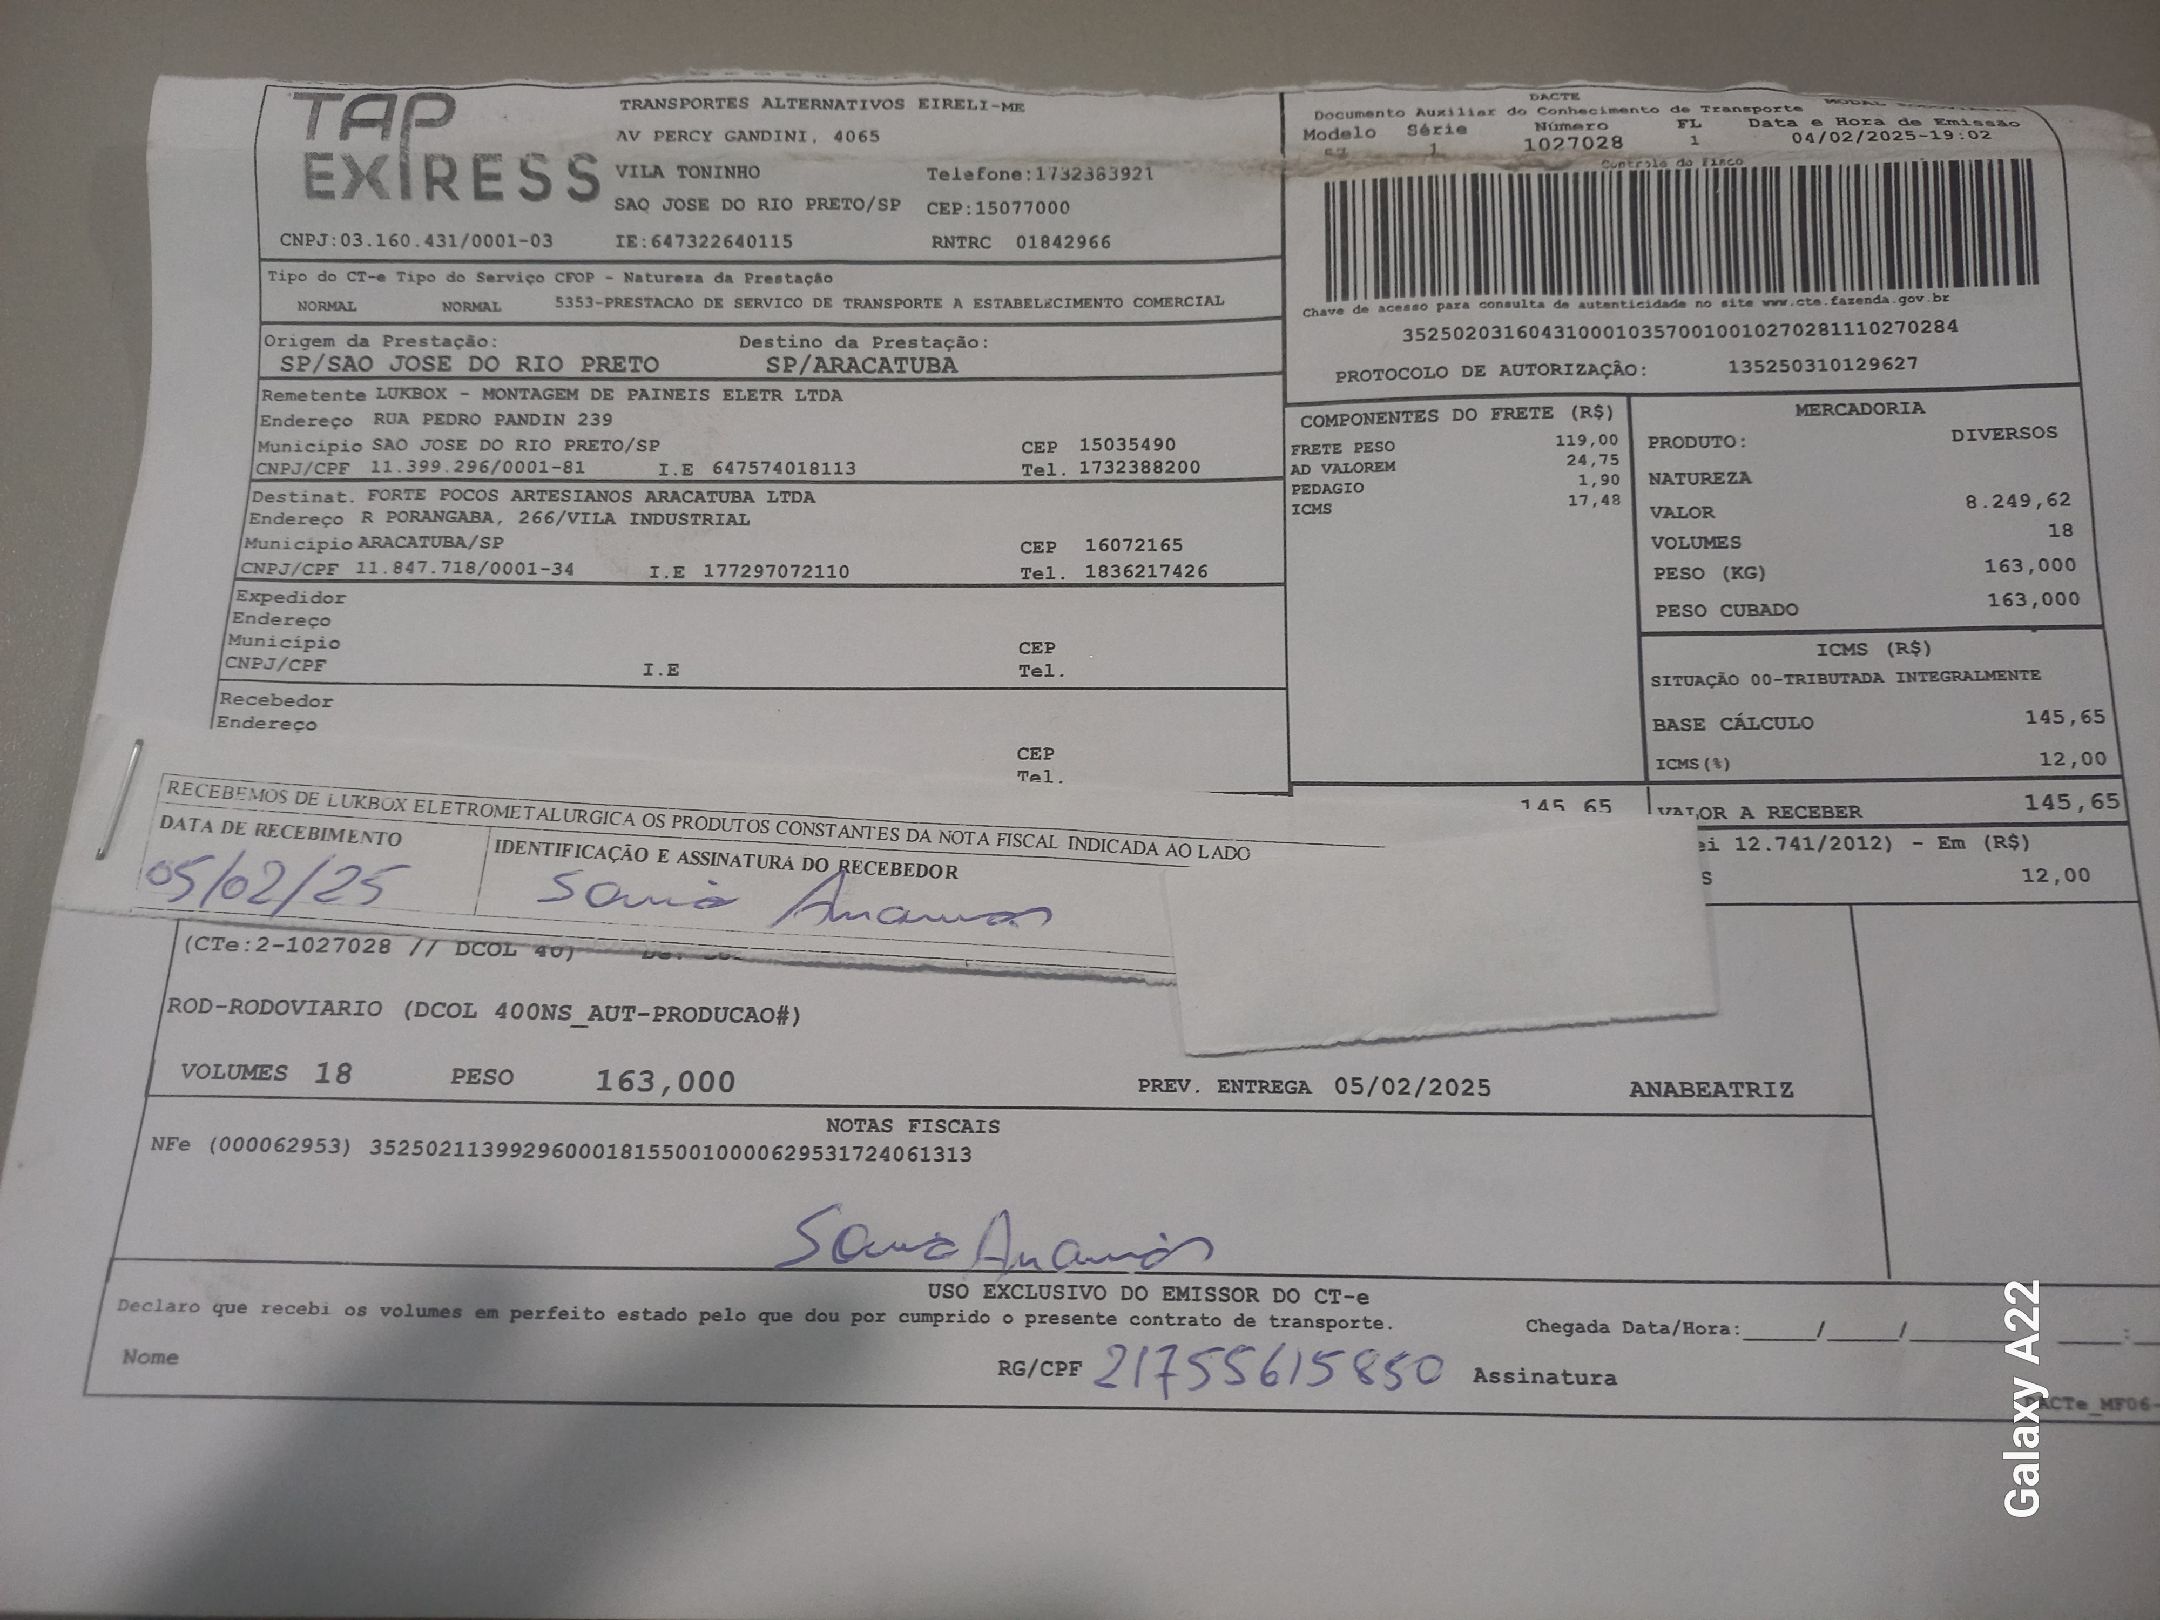 TAP EXPRESS
TRANSPORTES ALTERNATIVOS EIRELI-ME
AV PERCY GANDINI, 4065
VILA TONINHO Telefone:1732383921
SAO JOSE DO RIO PRETO/SP CEP:15077000
CNPJ:03.160.431/0001-03 IE:647322640115 RNTRC 01842966
DACTE
Documento Auxiliar do Conhecimento de Transporte
Modelo Série Número FL Data e Hora de Emissão
1 1027028 1 04/02/2025-19:02
Controle do Fisco
Chave de acesso para consulta de autenticidade no site www.cte.fazenda.gov.br
35250203160431000103570010010270281110270284
PROTOCOLO DE AUTORIZAÇÃO: 135250310129627
Tipo do CT-e Tipo do Serviço CFOP - Natureza da Prestação
NORMAL NORMAL 5353-PRESTACAO DE SERVICO DE TRANSPORTE A ESTABELECIMENTO COMERCIAL
Origem da Prestação: Destino da Prestação:
SP/SAO JOSE DO RIO PRETO SP/ARACATUBA
Remetente LUKBOX - MONTAGEM DE PAINEIS ELETR LTDA
Endereço RUA PEDRO PANDIN 239
Município SAO JOSE DO RIO PRETO/SP CEP 15035490
CNPJ/CPF 11.399.296/0001-81 I.E 647574018113 Tel. 1732388200
Destinat. FORTE POCOS ARTESIANOS ARACATUBA LTDA
Endereço R PORANGABA, 266/VILA INDUSTRIAL
Município ARACATUBA/SP CEP 16072165
CNPJ/CPF 11.847.718/0001-34 I.E 177297072110 Tel. 1836217426
Expedidor
Endereço
Município CEP
CNPJ/CPF I.E Tel.
Recebedor
Endereço
CEP
Tel.
COMPONENTES DO FRETE (R$)
FRETE PESO 119,00
AD VALOREM 24,75
PEDAGIO 1,90
ICMS 17,48
145,65
MERCADORIA
PRODUTO: DIVERSOS
NATUREZA
VALOR 8.249,62
VOLUMES 18
PESO (KG) 163,000
PESO CUBADO 163,000
ICMS (R$)
SITUAÇÃO 00-TRIBUTADA INTEGRALMENTE
BASE CÁLCULO 145,65
ICMS(%) 12,00
VALOR A RECEBER 145,65
ei 12.741/2012) - Em (R$)
S 12,00
RECEBEMOS DE LUKBOX ELETROMETALURGICA OS PRODUTOS CONSTANTES DA NOTA FISCAL INDICADA AO LADO
DATA DE RECEBIMENTO IDENTIFICAÇÃO E ASSINATURA DO RECEBEDOR
05/02/25
(CTe:2-1027028 // DCOL 40)
ROD-RODOVIARIO (DCOL 400NS_AUT-PRODUCAO#)
VOLUMES 18 PESO 163,000 PREV. ENTREGA 05/02/2025 ANABEATRIZ
NOTAS FISCAIS
NFe (000062953) 35250211399296000181550010000629531724061313
USO EXCLUSIVO DO EMISSOR DO CT-e
Declaro que recebi os volumes em perfeito estado pelo que dou por cumprido o presente contrato de transporte. Chegada Data/Hora:_____/_____/_____ ____:
Nome RG/CPF 21755615850 Assinatura
DACTe_MF06-
Galaxy A22